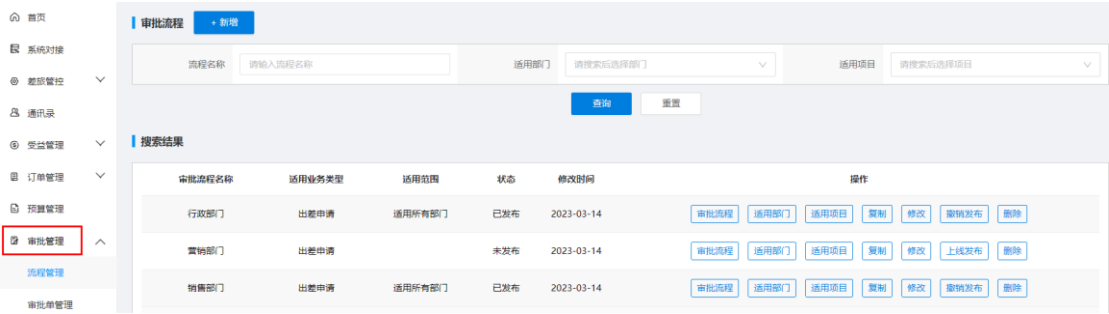 首页
系统对接
差旅管控
通讯录
受益管理
订单管理
预算管理
审批管理
流程管理
审批单管理
审批流程 + 新增
流程名称 请输入流程名称 适用部门 请搜索后选择部门 适用项目 请搜索后选择项目
查询 重置
搜索结果
审批流程名称 适用业务类型 适用范围 状态 修改时间 操作
行政部门 出差申请 适用所有部门 已发布 2023-03-14 审批流程 适用部门 适用项目 复制 修改 撤销发布 删除
营销部门 出差申请 未发布 2023-03-14 审批流程 适用部门 适用项目 复制 修改 上线发布 删除
销售部门 出差申请 适用所有部门 已发布 2023-03-14 审批流程 适用部门 适用项目 复制 修改 撤销发布 删除